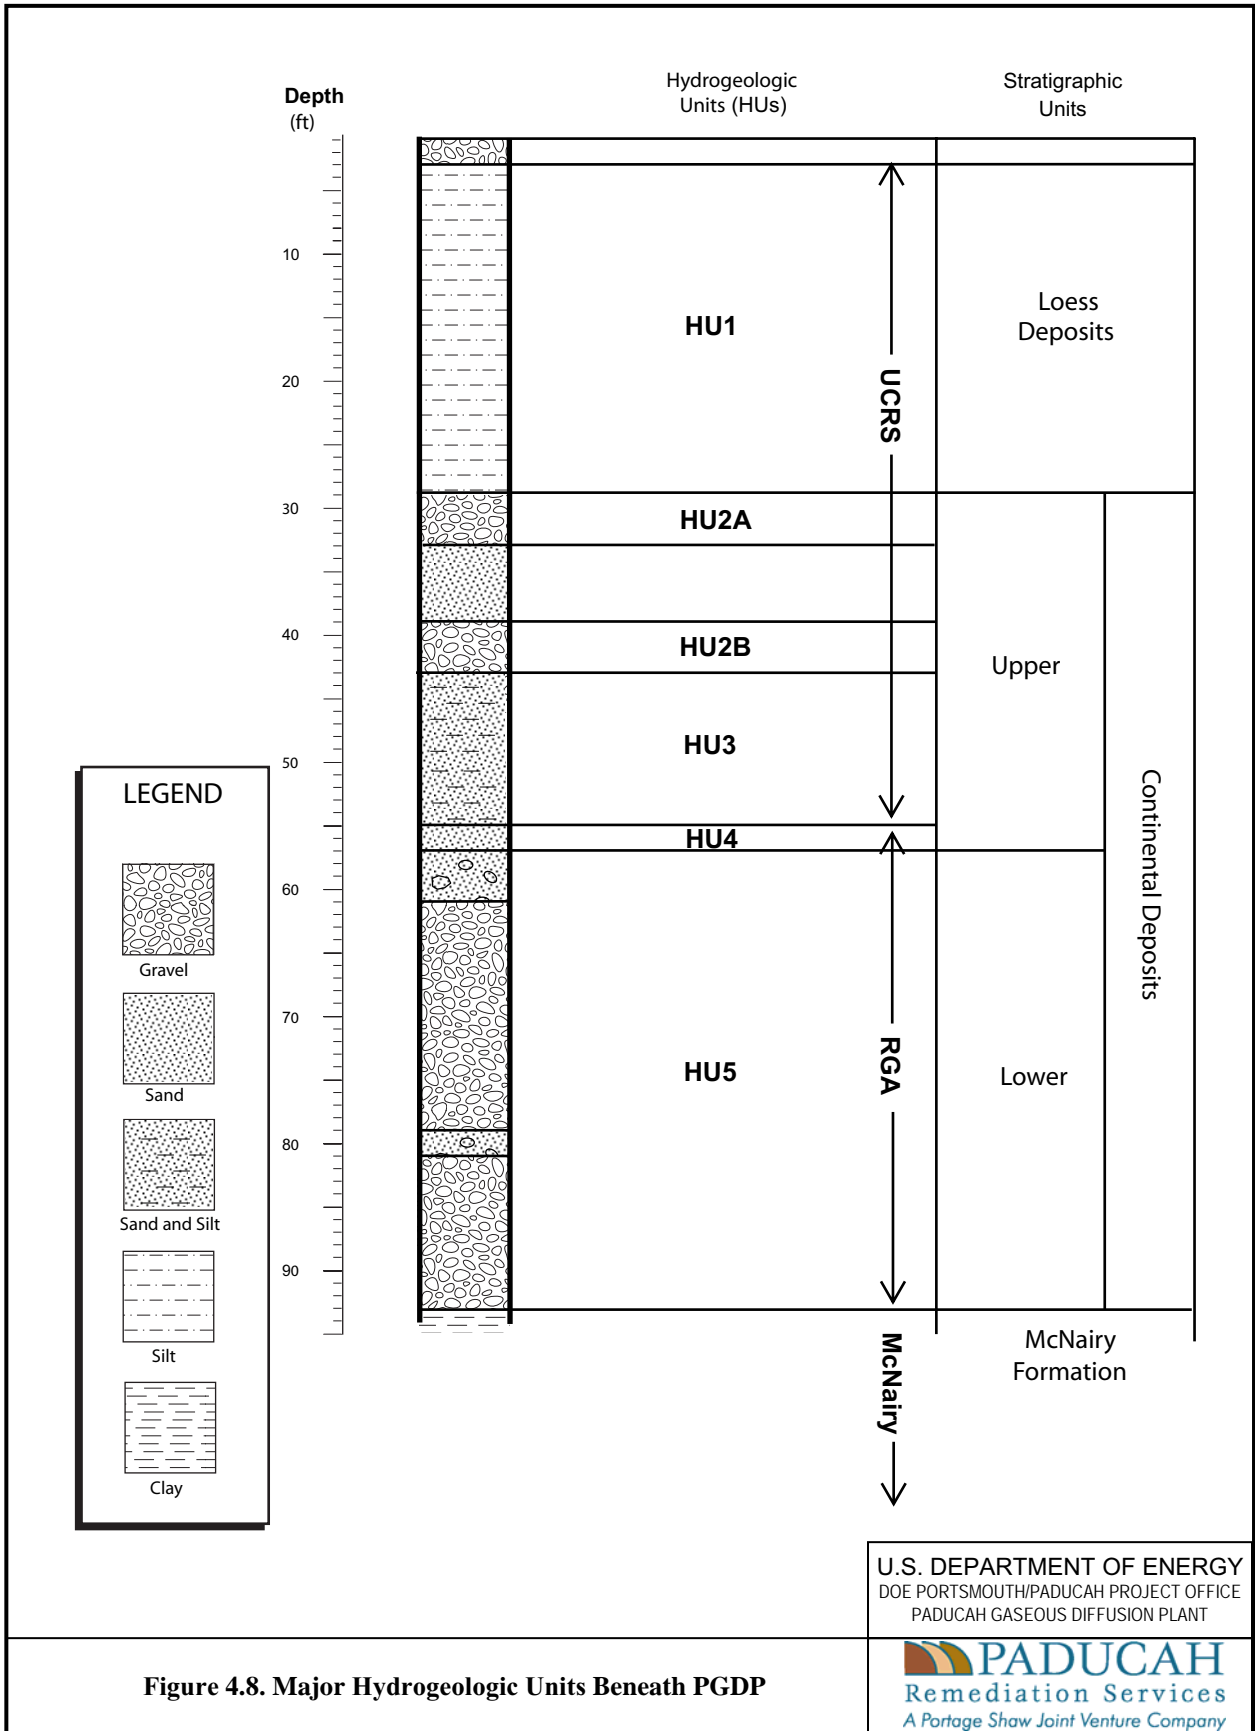 Depth
(ft)
Hydrogeologic
Units (HUs)
Stratigraphic
Units
10
20
30
40
50
60
70
80
90
HU1
HU2A
HU2B
HU3
HU4
HU5
UCRS
RGA
McNairy
Loess
Deposits
Upper
Lower
Continental Deposits
McNairy
Formation
LEGEND
Gravel
Sand
Sand and Silt
Silt
Clay
U.S. DEPARTMENT OF ENERGY
DOE PORTSMOUTH/PADUCAH PROJECT OFFICE
PADUCAH GASEOUS DIFFUSION PLANT
Figure 4.8. Major Hydrogeologic Units Beneath PGDP
PADUCAH
Remediation Services
A Portage Shaw Joint Venture Company